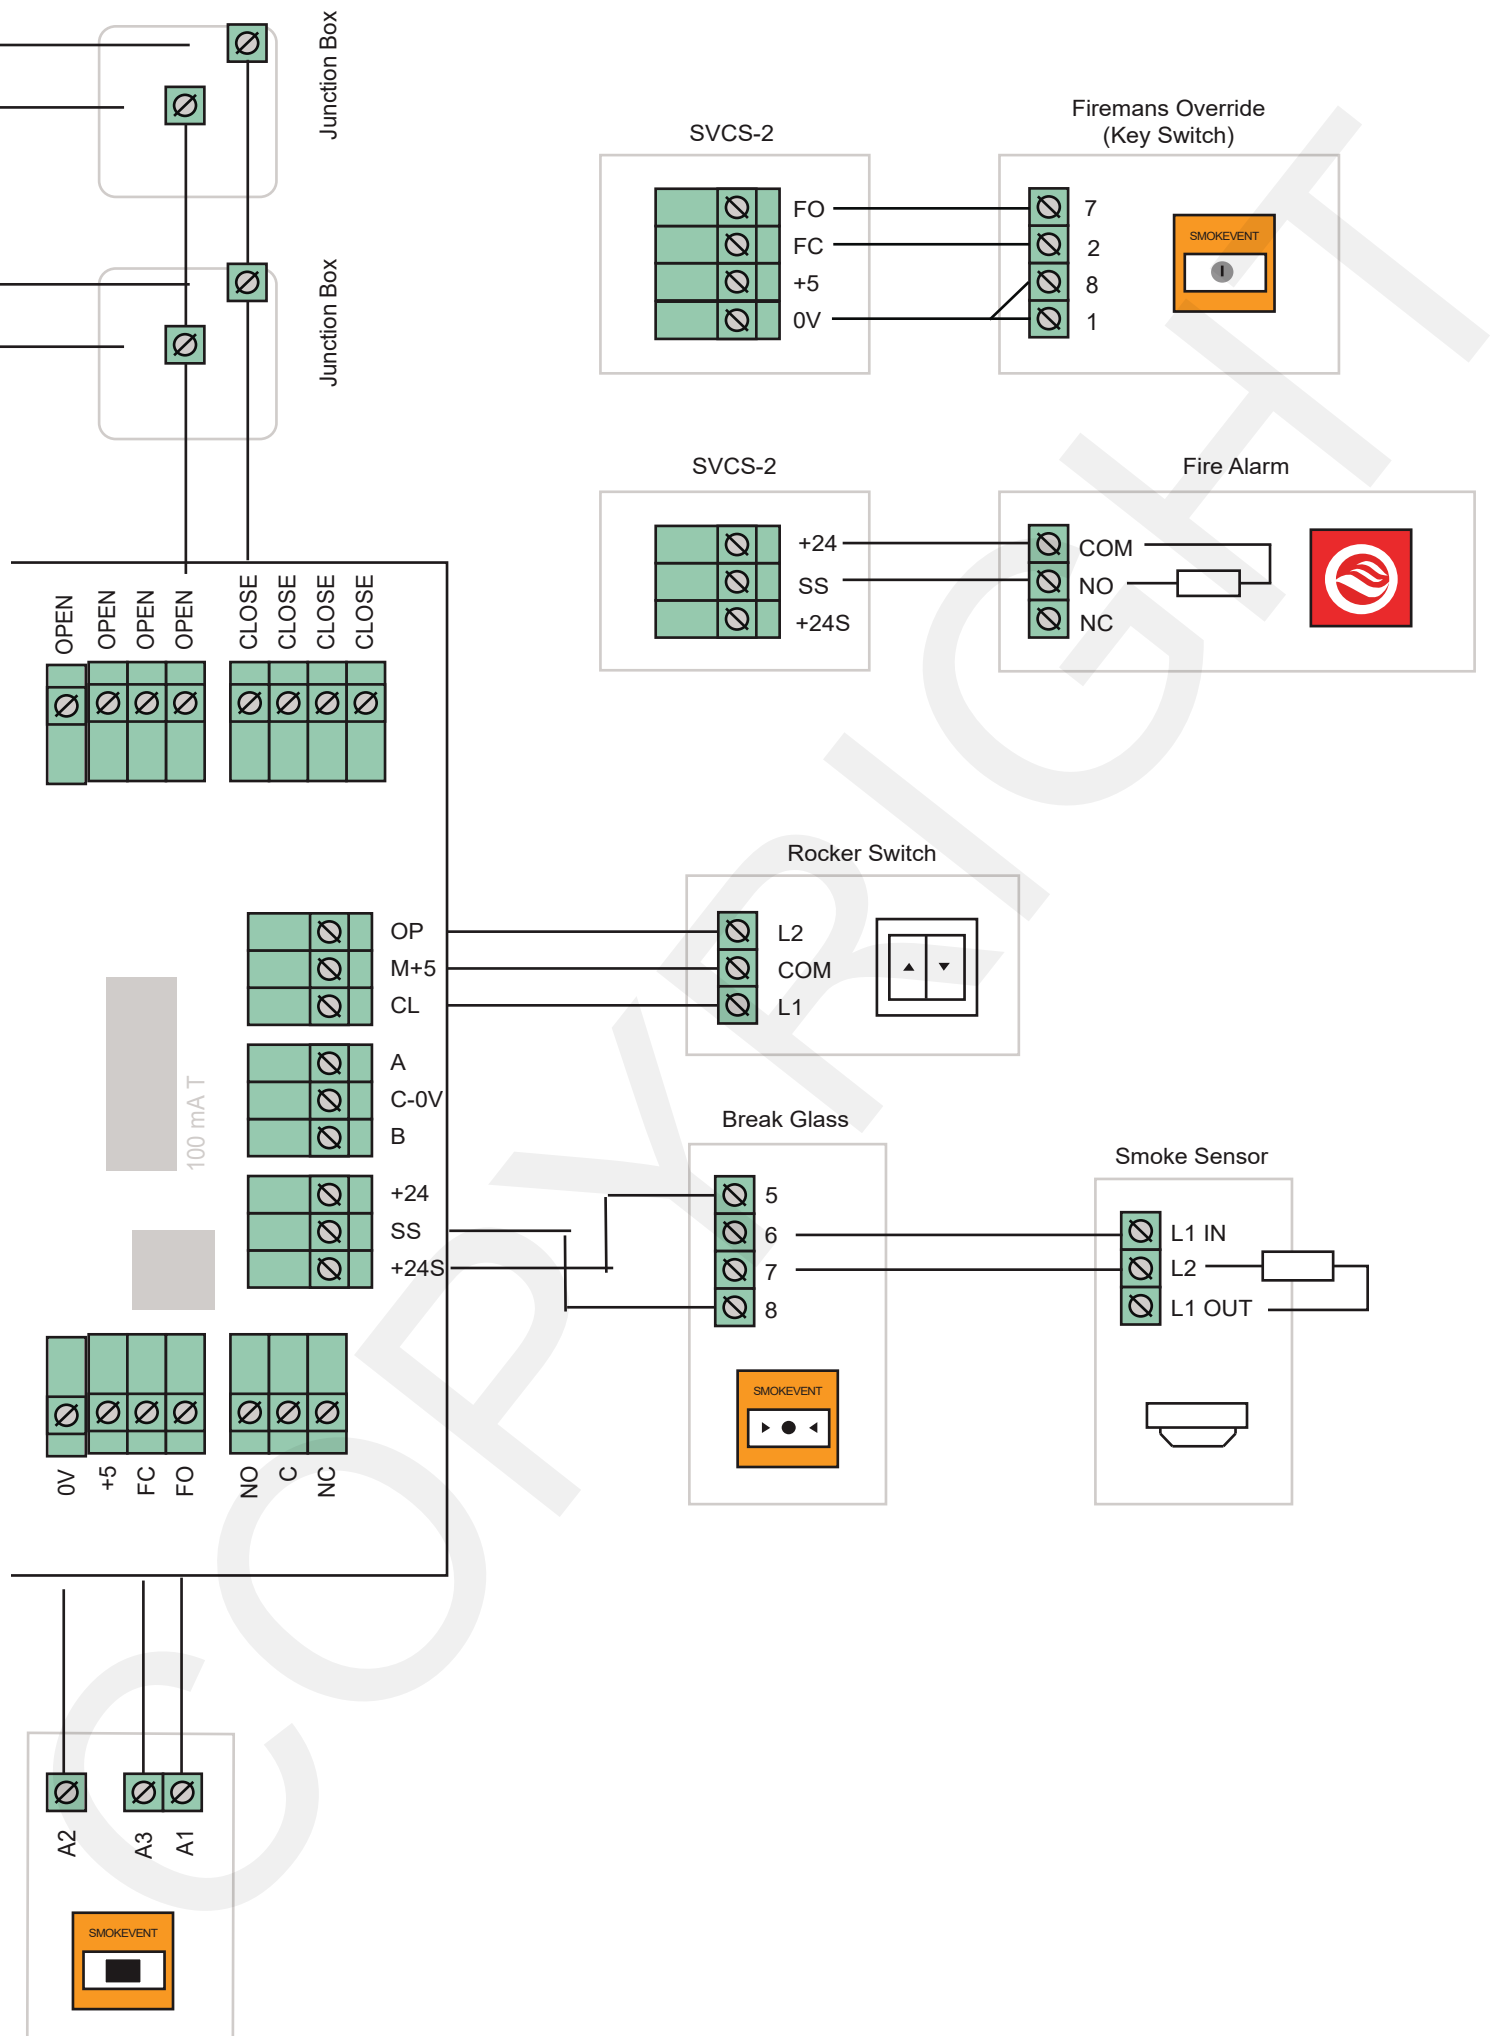 Junction Box
Junction Box
SVCS-2
FO
FC
+5
0V
Firemans Override
(Key Switch)
7
2
8
1
SMOKEVENT
SVCS-2
+24
SS
+24S
Fire Alarm
COM
NO
NC
OPEN
OPEN
OPEN
OPEN
CLOSE
CLOSE
CLOSE
CLOSE
OP
M+5
CL
A
C-0V
B
+24
SS
+24S
100 mA T
Rocker Switch
L2
COM
L1
Break Glass
5
6
7
8
SMOKEVENT
Smoke Sensor
L1 IN
L2
L1 OUT
0V
+5
FC
FO
NO
C
NC
A2
A3
A1
SMOKEVENT
COPYRIGHT